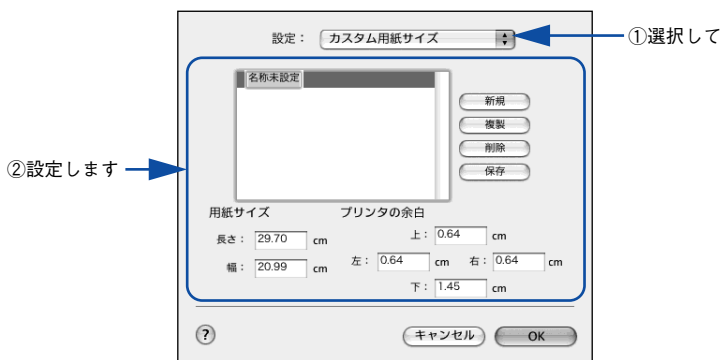 設定： カスタム用紙サイズ
①選択して
名称未設定
新規
複製
削除
保存
②設定します
用紙サイズ
プリンタの余白
長さ： 29.70 cm
幅： 20.99 cm
上： 0.64 cm
左： 0.64 cm 右： 0.64 cm
下： 1.45 cm
? キャンセル OK